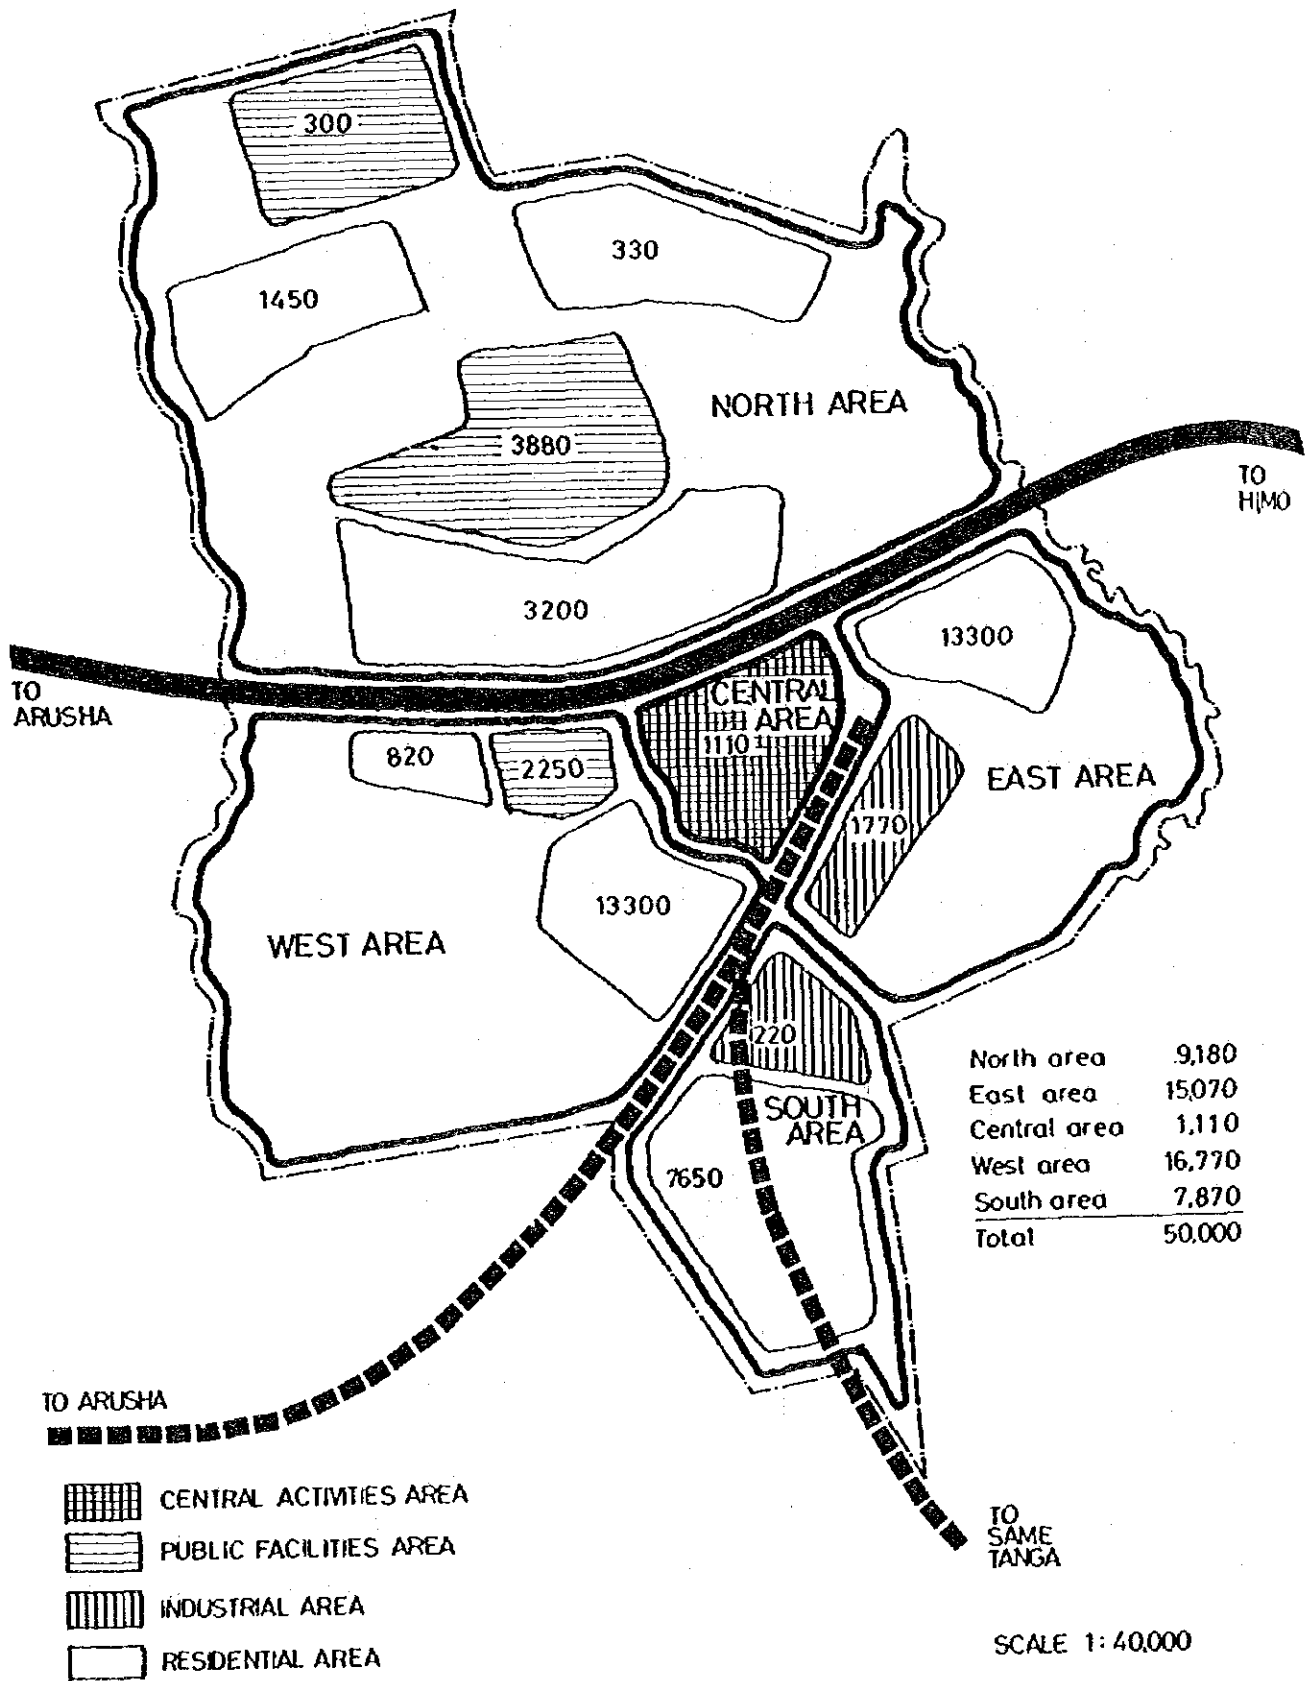 300
330
1450
NORTH AREA
3880
TO
HIMO
3200
13300
TO
ARUSHA
CENTRAL
AREA
1110
820
2250
EAST AREA
1770
13300
WEST AREA
220
North area 9,180
East area 15,070
Central area 1,110
West area 16,770
South area 7,870
Total 50,000
SOUTH
AREA
7650
TO ARUSHA
CENTRAL ACTIVITIES AREA
PUBLIC FACILITIES AREA
INDUSTRIAL AREA
RESIDENTIAL AREA
TO
SAME
TANGA
SCALE 1:40,000